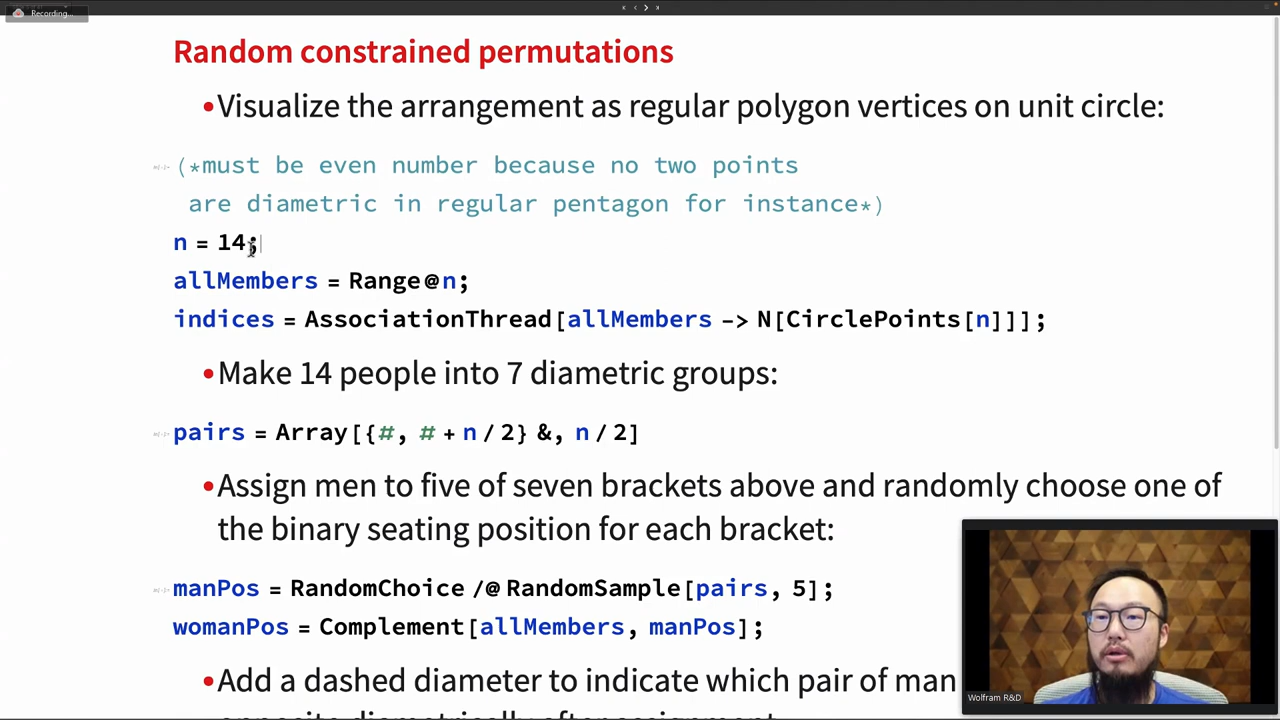 Recording...
Random constrained permutations
•Visualize the arrangement as regular polygon vertices on unit circle:
(*must be even number because no two points
are diametric in regular pentagon for instance*)
n = 14;
allMembers = Range@n;
indices = AssociationThread[allMembers -> N[CirclePoints[n]]];
•Make 14 people into 7 diametric groups:
pairs = Array[{#, # + n / 2} &, n / 2]
•Assign men to five of seven brackets above and randomly choose one of
the binary seating position for each bracket:
manPos = RandomChoice /@ RandomSample[pairs, 5];
womanPos = Complement[allMembers, manPos];
•Add a dashed diameter to indicate which pair of man
opposite diametrically after assignment
Wolfram R&D